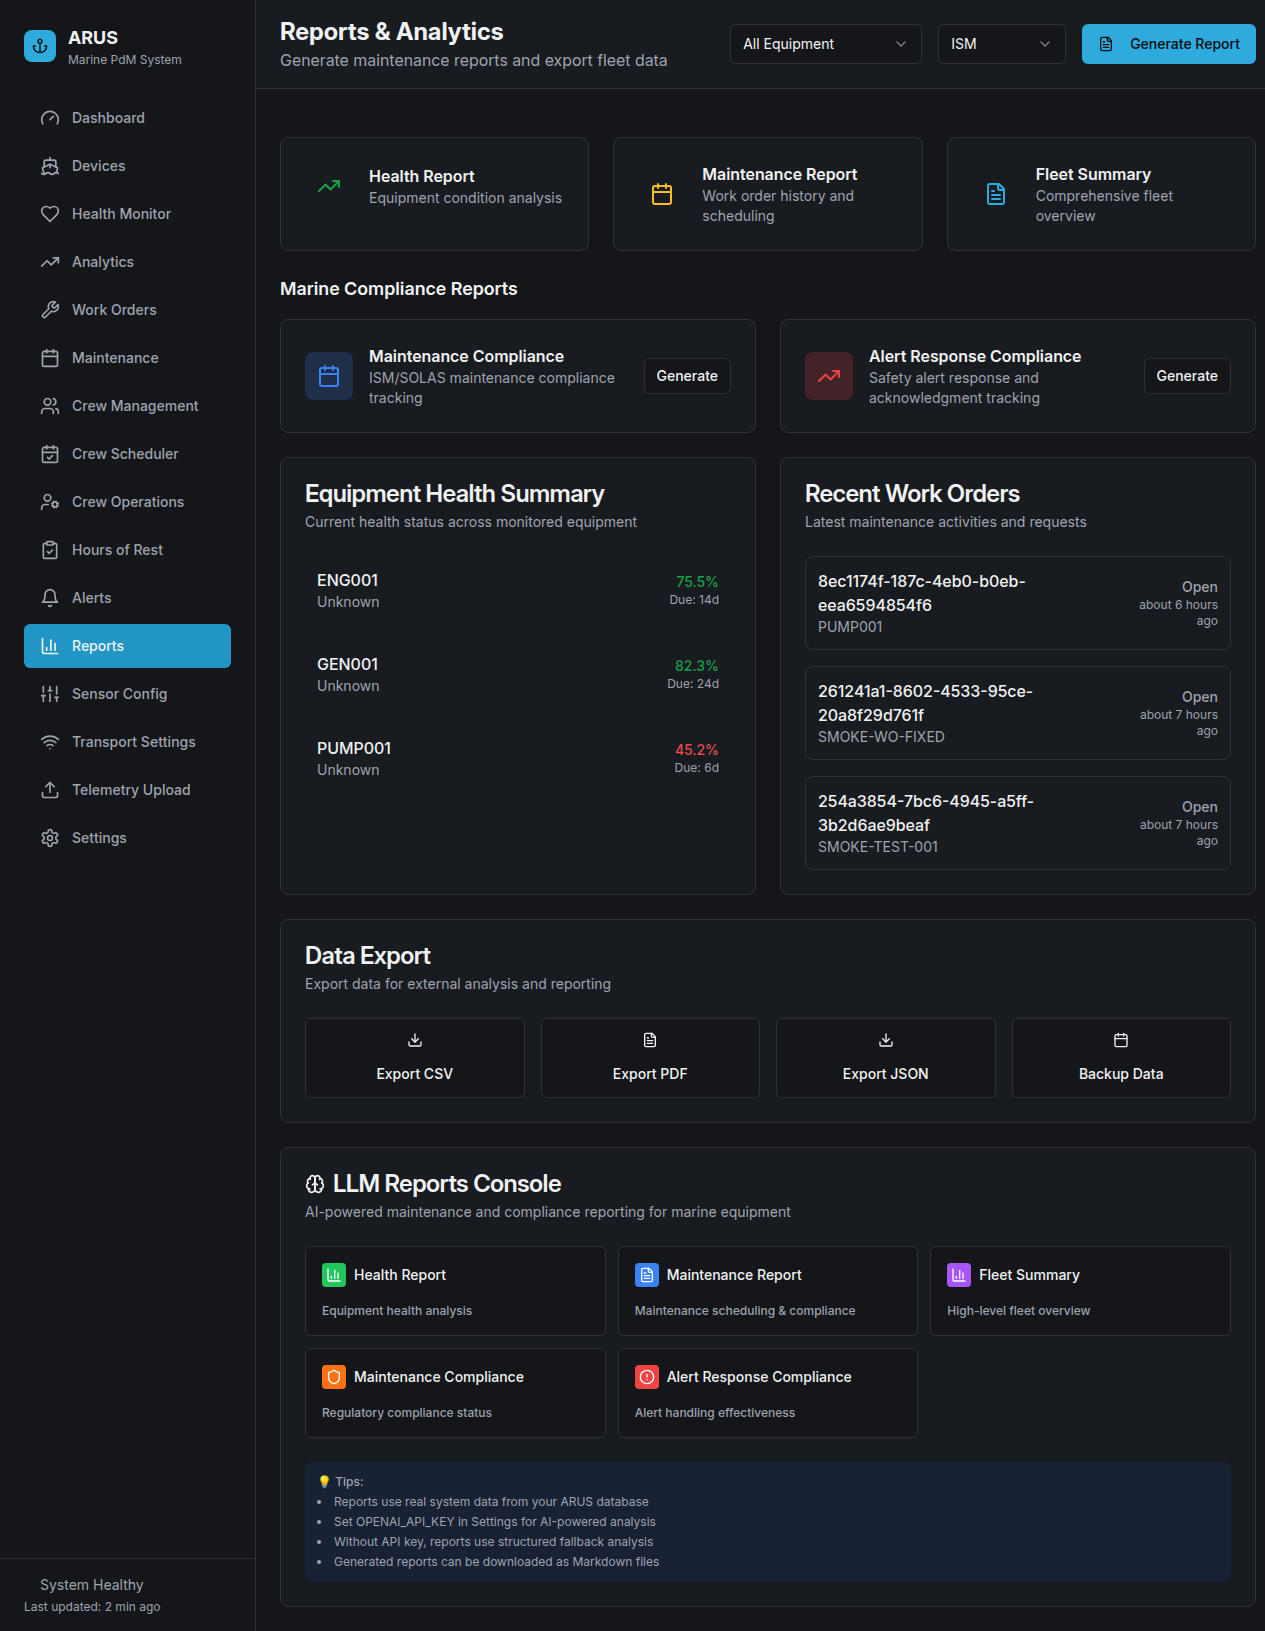 ARUS
Marine PdM System
Dashboard
Devices
Health Monitor
Analytics
Work Orders
Maintenance
Crew Management
Crew Scheduler
Crew Operations
Hours of Rest
Alerts
Reports
Sensor Config
Transport Settings
Telemetry Upload
Settings
System Healthy
Last updated: 2 min ago
Reports & Analytics
Generate maintenance reports and export fleet data
All Equipment
ISM
Generate Report
Health Report
Equipment condition analysis
Maintenance Report
Work order history and
scheduling
Fleet Summary
Comprehensive fleet
overview
Marine Compliance Reports
Maintenance Compliance
ISM/SOLAS maintenance compliance
tracking
Generate
Alert Response Compliance
Safety alert response and
acknowledgment tracking
Generate
Equipment Health Summary
Current health status across monitored equipment
ENG001
Unknown
75.5%
Due: 14d
GEN001
Unknown
82.3%
Due: 24d
PUMP001
Unknown
45.2%
Due: 6d
Recent Work Orders
Latest maintenance activities and requests
8ec1174f-187c-4eb0-b0eb-
eea6594854f6
PUMP001
Open
about 6 hours
ago
261241a1-8602-4533-95ce-
20a8f29d761f
SMOKE-WO-FIXED
Open
about 7 hours
ago
254a3854-7bc6-4945-a5ff-
3b2d6ae9beaf
SMOKE-TEST-001
Open
about 7 hours
ago
Data Export
Export data for external analysis and reporting
Export CSV
Export PDF
Export JSON
Backup Data
LLM Reports Console
AI-powered maintenance and compliance reporting for marine equipment
Health Report
Equipment health analysis
Maintenance Report
Maintenance scheduling & compliance
Fleet Summary
High-level fleet overview
Maintenance Compliance
Regulatory compliance status
Alert Response Compliance
Alert handling effectiveness
💡 Tips:
• Reports use real system data from your ARUS database
• Set OPENAI_API_KEY in Settings for AI-powered analysis
• Without API key, reports use structured fallback analysis
• Generated reports can be downloaded as Markdown files